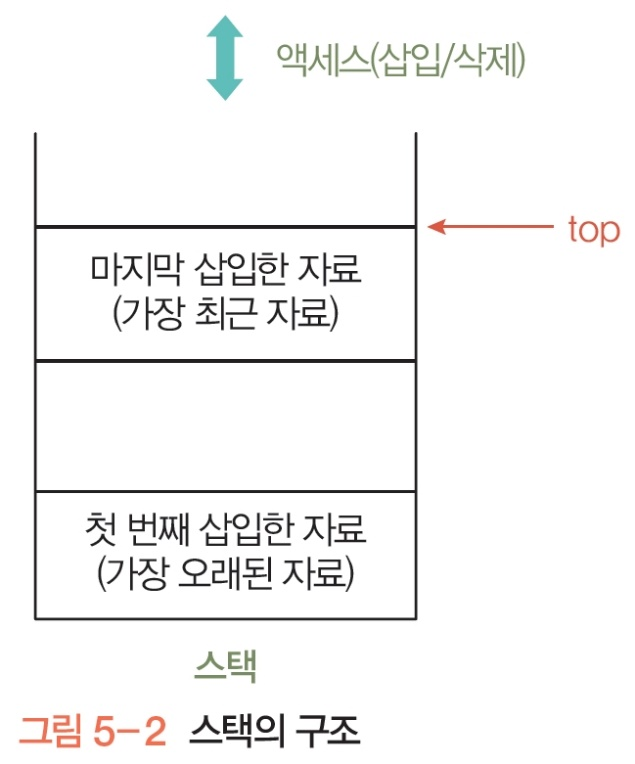 액세스(삽입/삭제)
top
마지막 삽입한 자료
(가장 최근 자료)
첫 번째 삽입한 자료
(가장 오래된 자료)
스택
그림 5-2 스택의 구조